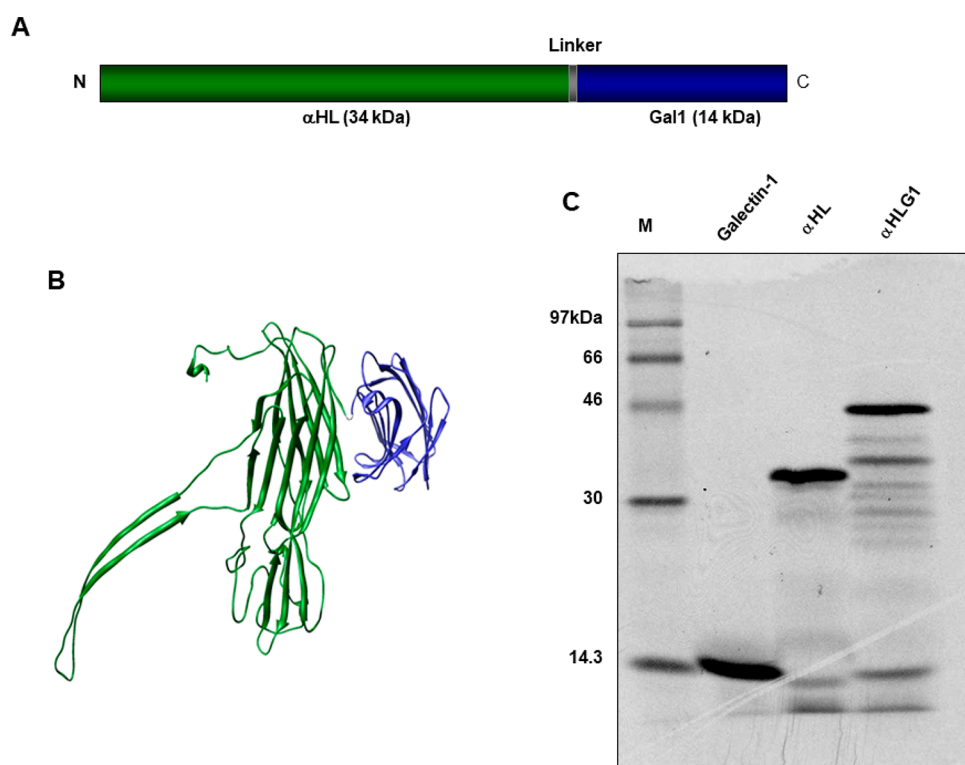 A
Linker
N
C
αHL (34 kDa)
Gal1 (14 kDa)
B
C
M
Galectin-1
αHL
αHLG1
97kDa
66
46
30
14.3